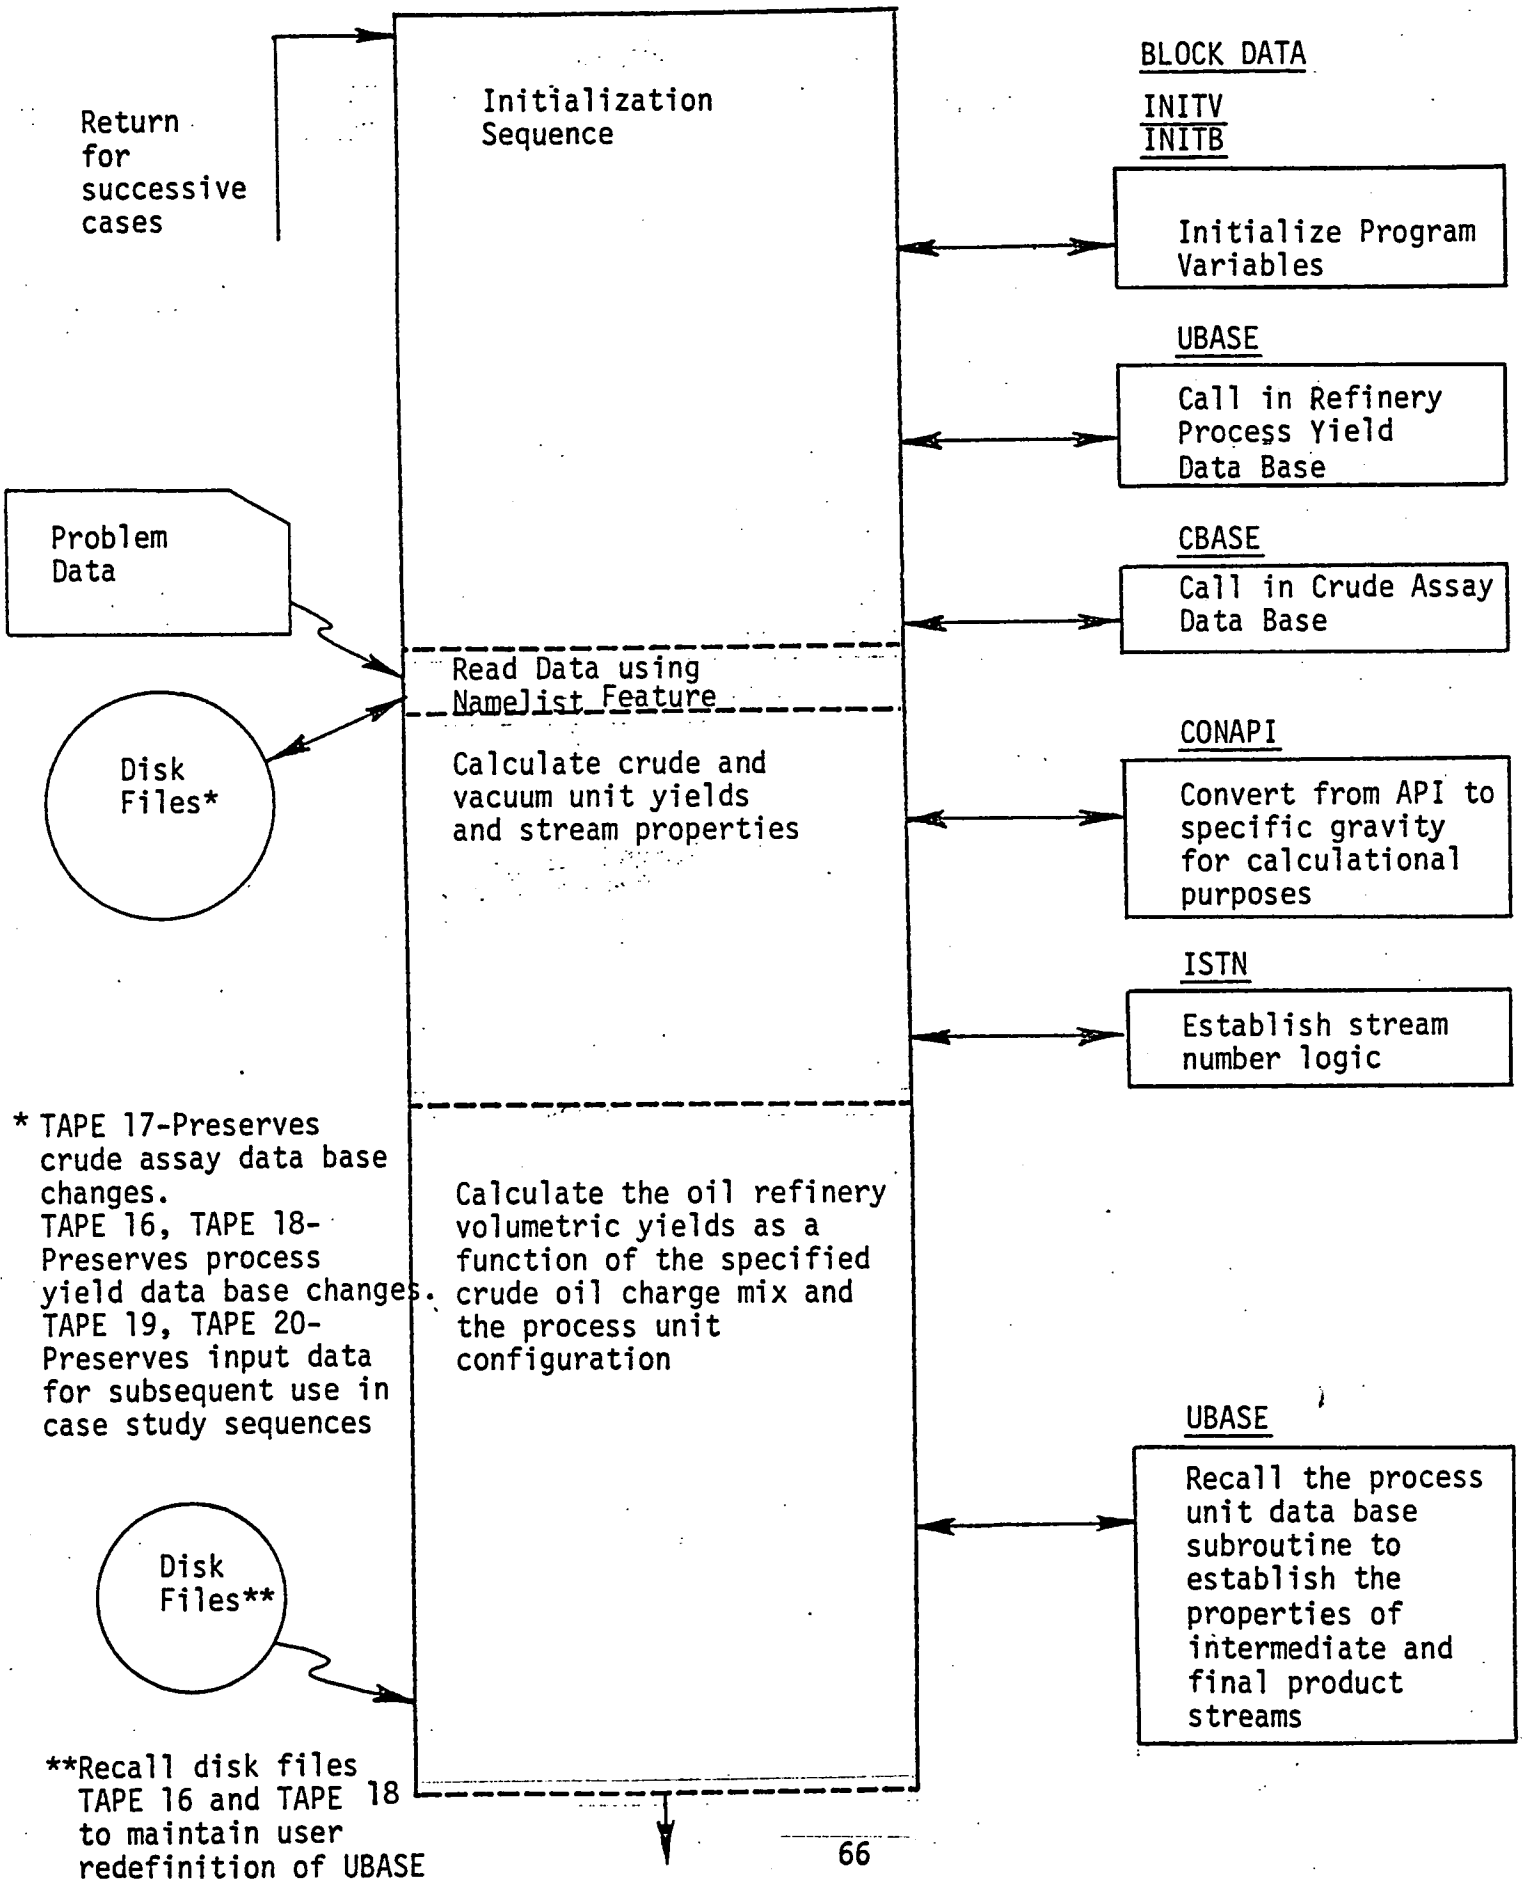 Return
for
successive
cases
Initialization
Sequence
BLOCK DATA
INITV
INITB
Initialize Program
Variables
UBASE
Call in Refinery
Process Yield
Data Base
CBASE
Call in Crude Assay
Data Base
Problem
Data
Read Data using
Namelist Feature
Disk
Files*
Calculate crude and
vacuum unit yields
and stream properties
CONAPI
Convert from API to
specific gravity
for calculational
purposes
ISTN
Establish stream
number logic
* TAPE 17-Preserves
crude assay data base
changes.
TAPE 16, TAPE 18-
Preserves process
yield data base changes.
TAPE 19, TAPE 20-
Preserves input data
for subsequent use in
case study sequences
Calculate the oil refinery
volumetric yields as a
function of the specified
crude oil charge mix and
the process unit
configuration
UBASE
Recall the process
unit data base
subroutine to
establish the
properties of
intermediate and
final product
streams
Disk
Files**
**Recall disk files
TAPE 16 and TAPE 18
to maintain user
redefinition of UBASE
66